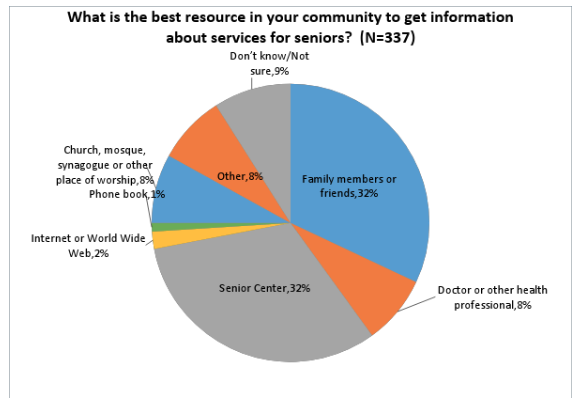 What is the best resource in your community to get information
about services for seniors?  (N=337)
Don't know/Not
sure,9%
Church, mosque,
synagogue or other
place of worship,8%
Phone book,1%
Other,8%
Family members or
friends,32%
Internet or World Wide
Web,2%
Senior Center,32%
Doctor or other health
professional,8%